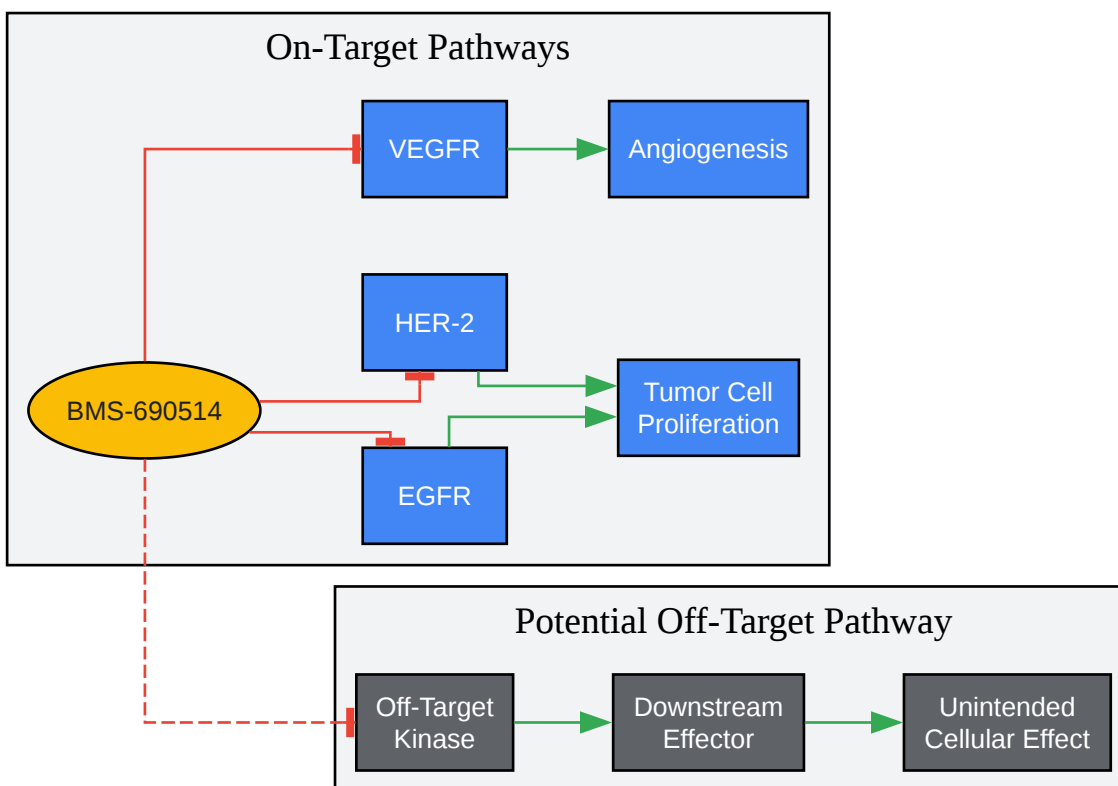 On-Target Pathways
VEGFR
Angiogenesis
HER-2
BMS-690514
Tumor Cell
Proliferation
EGFR
Potential Off-Target Pathway
Off-Target
Kinase
Downstream
Effector
Unintended
Cellular Effect